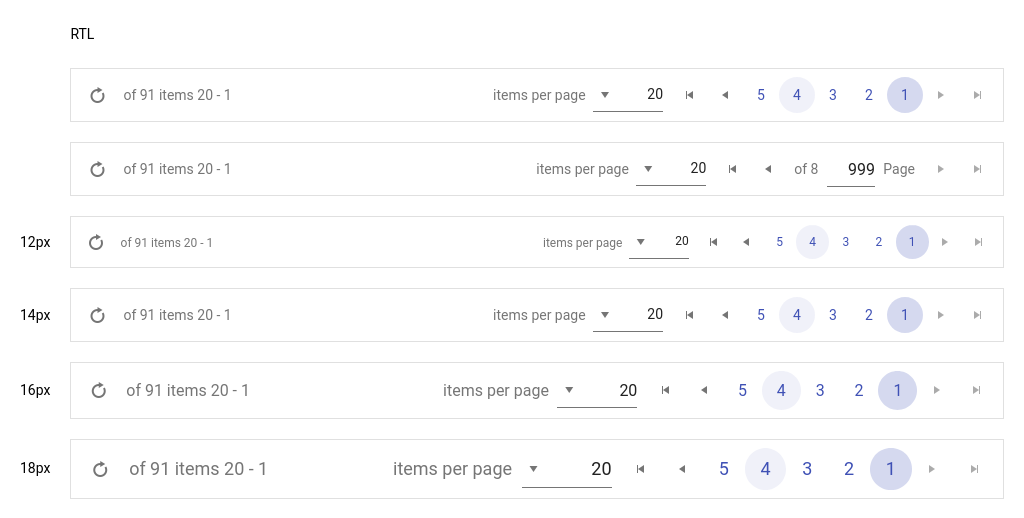 RTL
of 91 items 20 - 1 items per page 20 5 4 3 2 1
of 91 items 20 - 1 items per page 20 of 8 999 Page
12px of 91 items 20 - 1 items per page 20 5 4 3 2 1
14px of 91 items 20 - 1 items per page 20 5 4 3 2 1
16px of 91 items 20 - 1 items per page 20 5 4 3 2 1
18px of 91 items 20 - 1 items per page 20 5 4 3 2 1